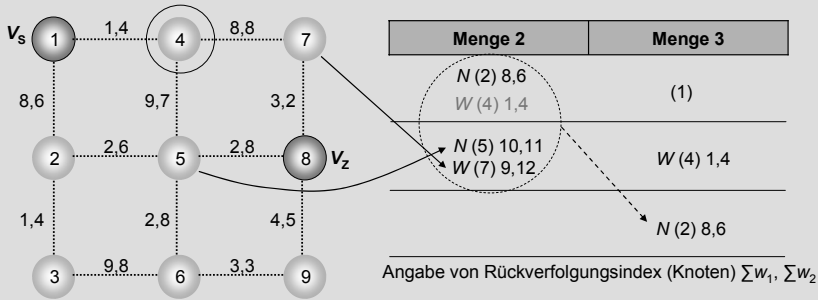 V_S 1 1,4 4 8,8 7
8,6 9,7 3,2
2 2,6 5 2,8 8 V_Z
1,4 2,8 4,5
3 9,8 6 3,3 9
Menge 2 Menge 3
N (2) 8,6
W (4) 1,4
(1)
N (5) 10,11
W (7) 9,12
W (4) 1,4
N (2) 8,6
Angabe von Rückverfolgungsindex (Knoten) ∑w₁, ∑w₂